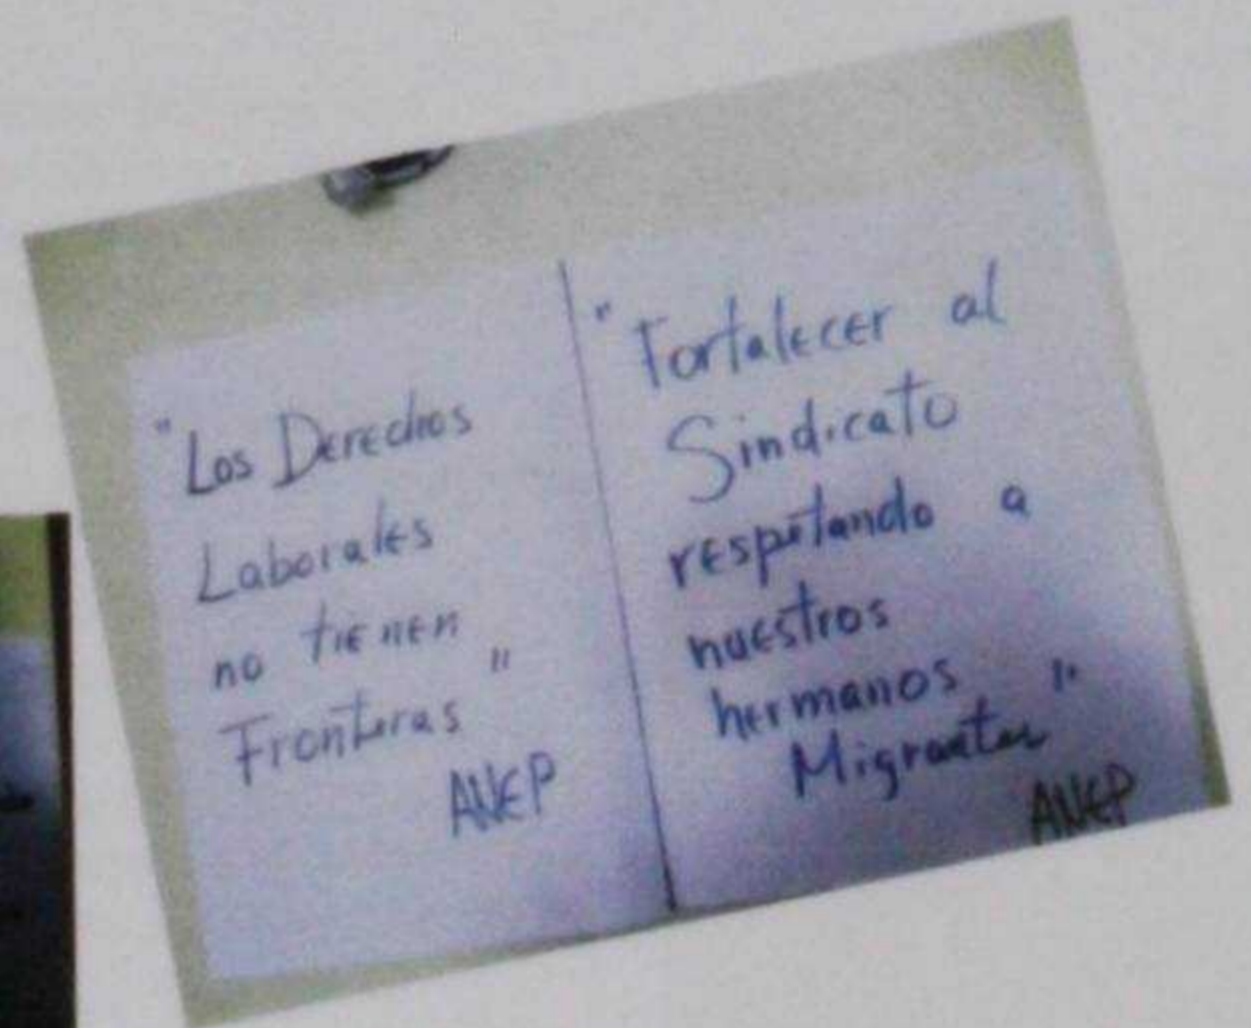 "Los Derechos
Laborales
no tienen
Fronteras"
ANEP
"Fortalecer al
Sindicato
respetando a
nuestros
hermanos
Migrantes"
ANEP